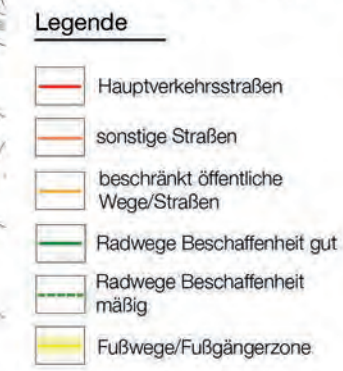 Legende
Hauptverkehrsstraßen
sonstige Straßen
beschränkt öffentliche
Wege/Straßen
Radwege Beschaffenheit gut
Radwege Beschaffenheit
mäßig
Fußwege/Fußgängerzone